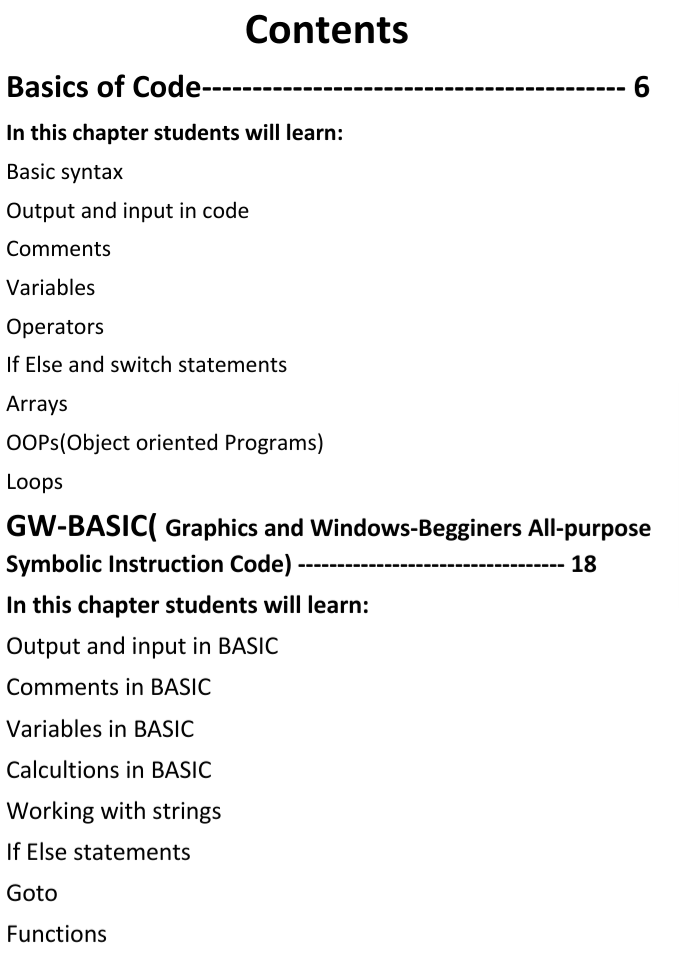 Contents
Basics of Code------------------------------------------ 6
In this chapter students will learn:
Basic syntax
Output and input in code
Comments
Variables
Operators
If Else and switch statements
Arrays
OOPs(Object oriented Programs)
Loops
GW-BASIC( Graphics and Windows-Begginers All-purpose
Symbolic Instruction Code) ---------------------------------- 18
In this chapter students will learn:
Output and input in BASIC
Comments in BASIC
Variables in BASIC
Calcultions in BASIC
Working with strings
If Else statements
Goto
Functions